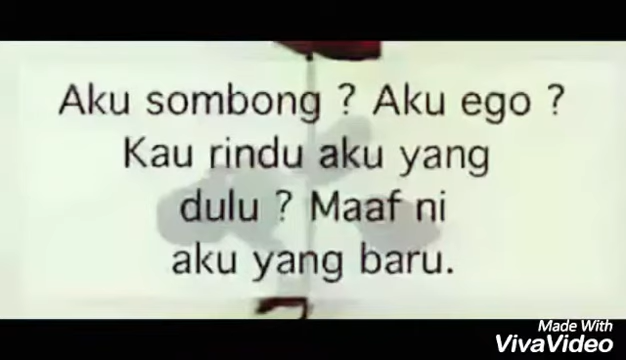 Aku sombong ? Aku ego ?
Kau rindu aku yang
dulu ? Maaf ni
aku yang baru.
Made With
VivaVideo